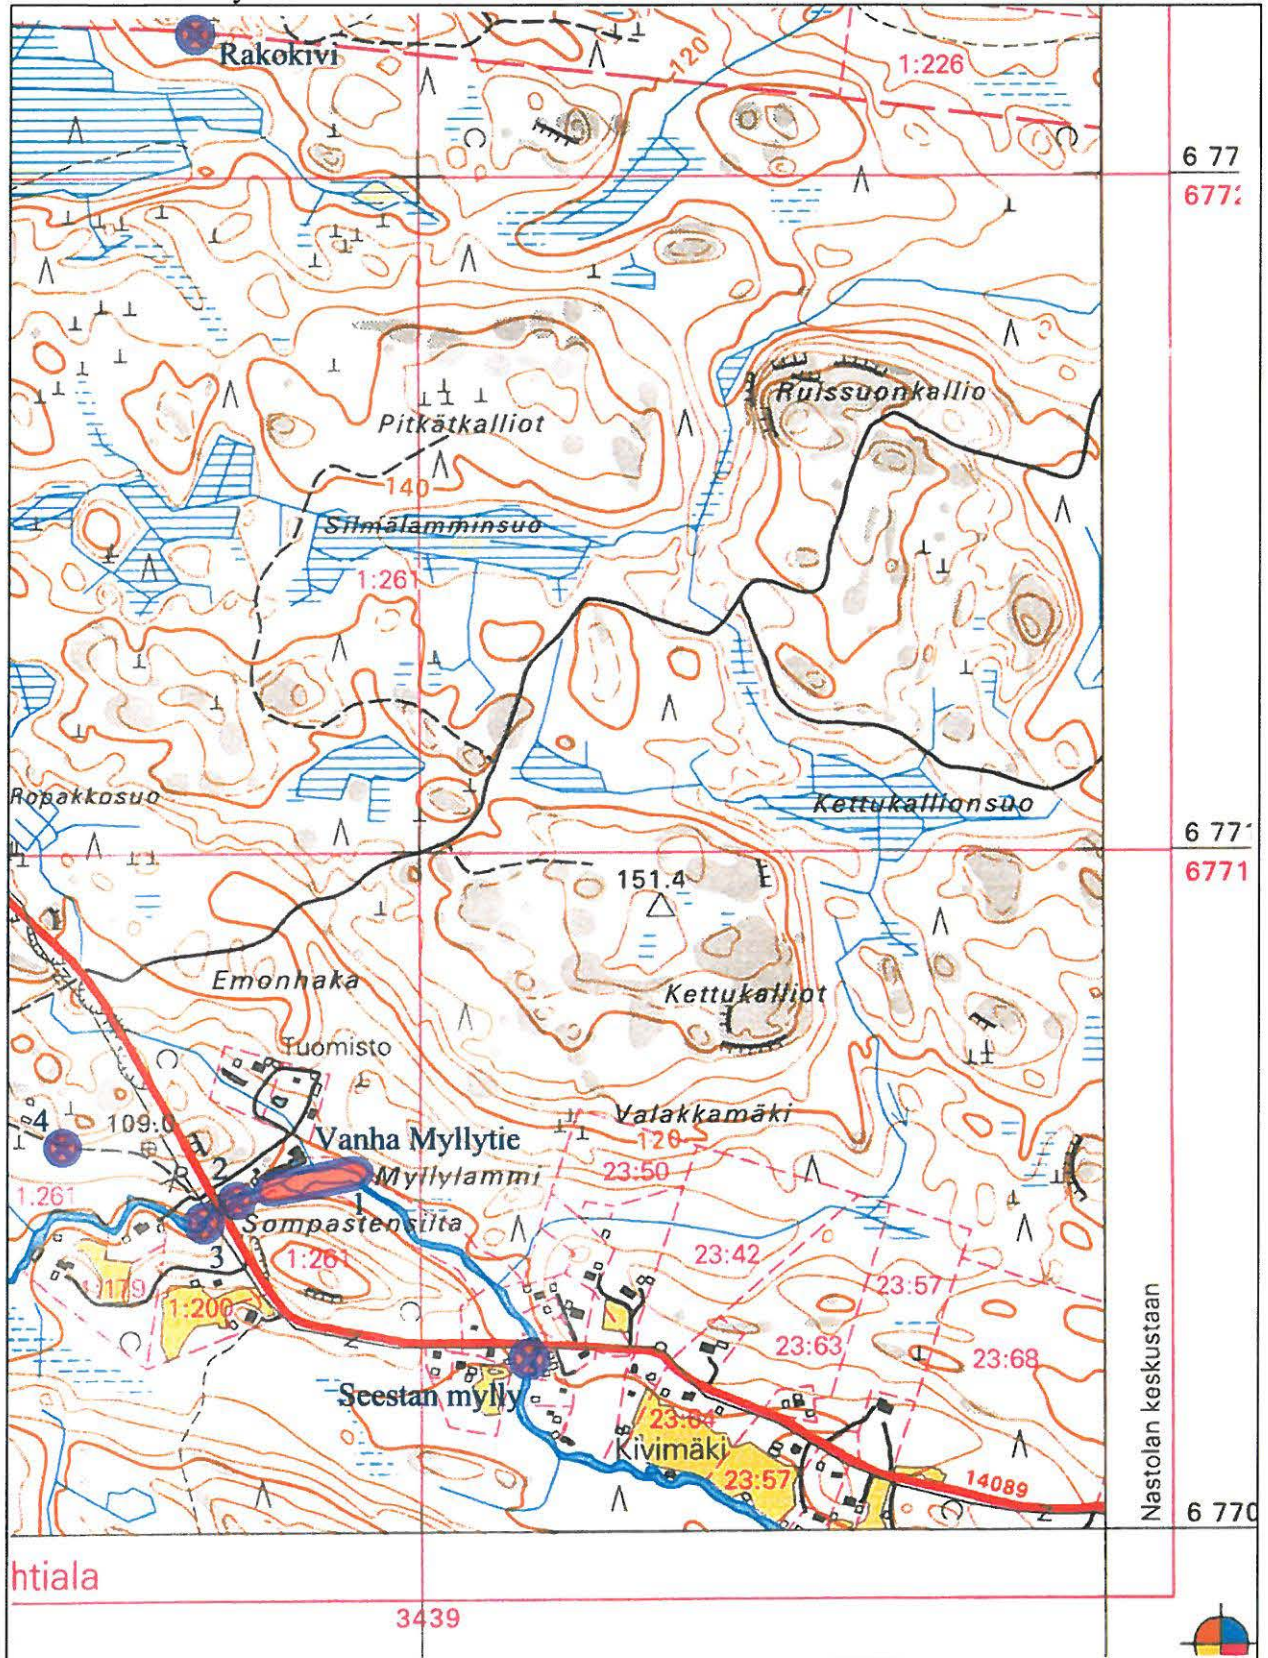 Rakokivi
120
1:226
6 77
6772
Ruissuonkallio
Pitkätkalliot
140
Silmälamminsuo
1:261
Ropakkosuo
Kettukallionsuo
6 771
6771
151.4
Emonhaka
Kettukalliot
Tuomisto
Valakkamäki
4
109.0
Vanha Myllytie
120
23:50
2
Myllylammi
1
1:261
Sompastensilta
3
1:261
23:42
1:179
23:57
1:200
23:63
23:68
Seestan mylly
23:64
Kivimäki
23:57
14089
Nastolan keskustaan
6 770
htiala
3439